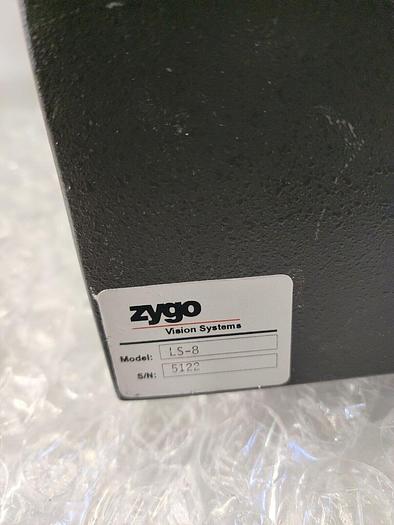 zygo
Vision Systems
Model: LS-8
S/N: 5122